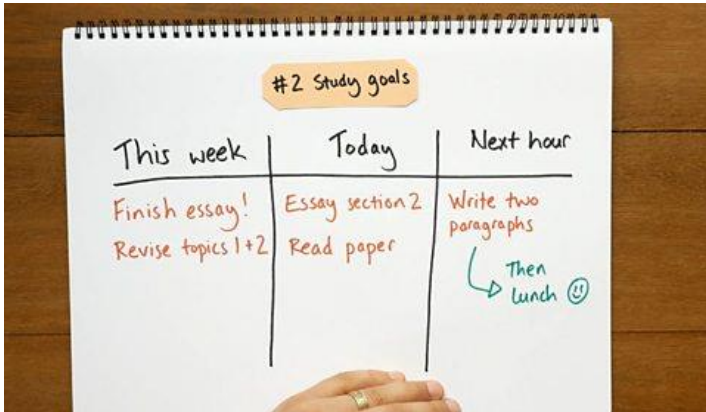 #2 Study goals
This week
Today
Next hour
Finish essay!
Revise topics 1+2
Essay section 2
Read paper
Write two
paragraphs
Then
lunch